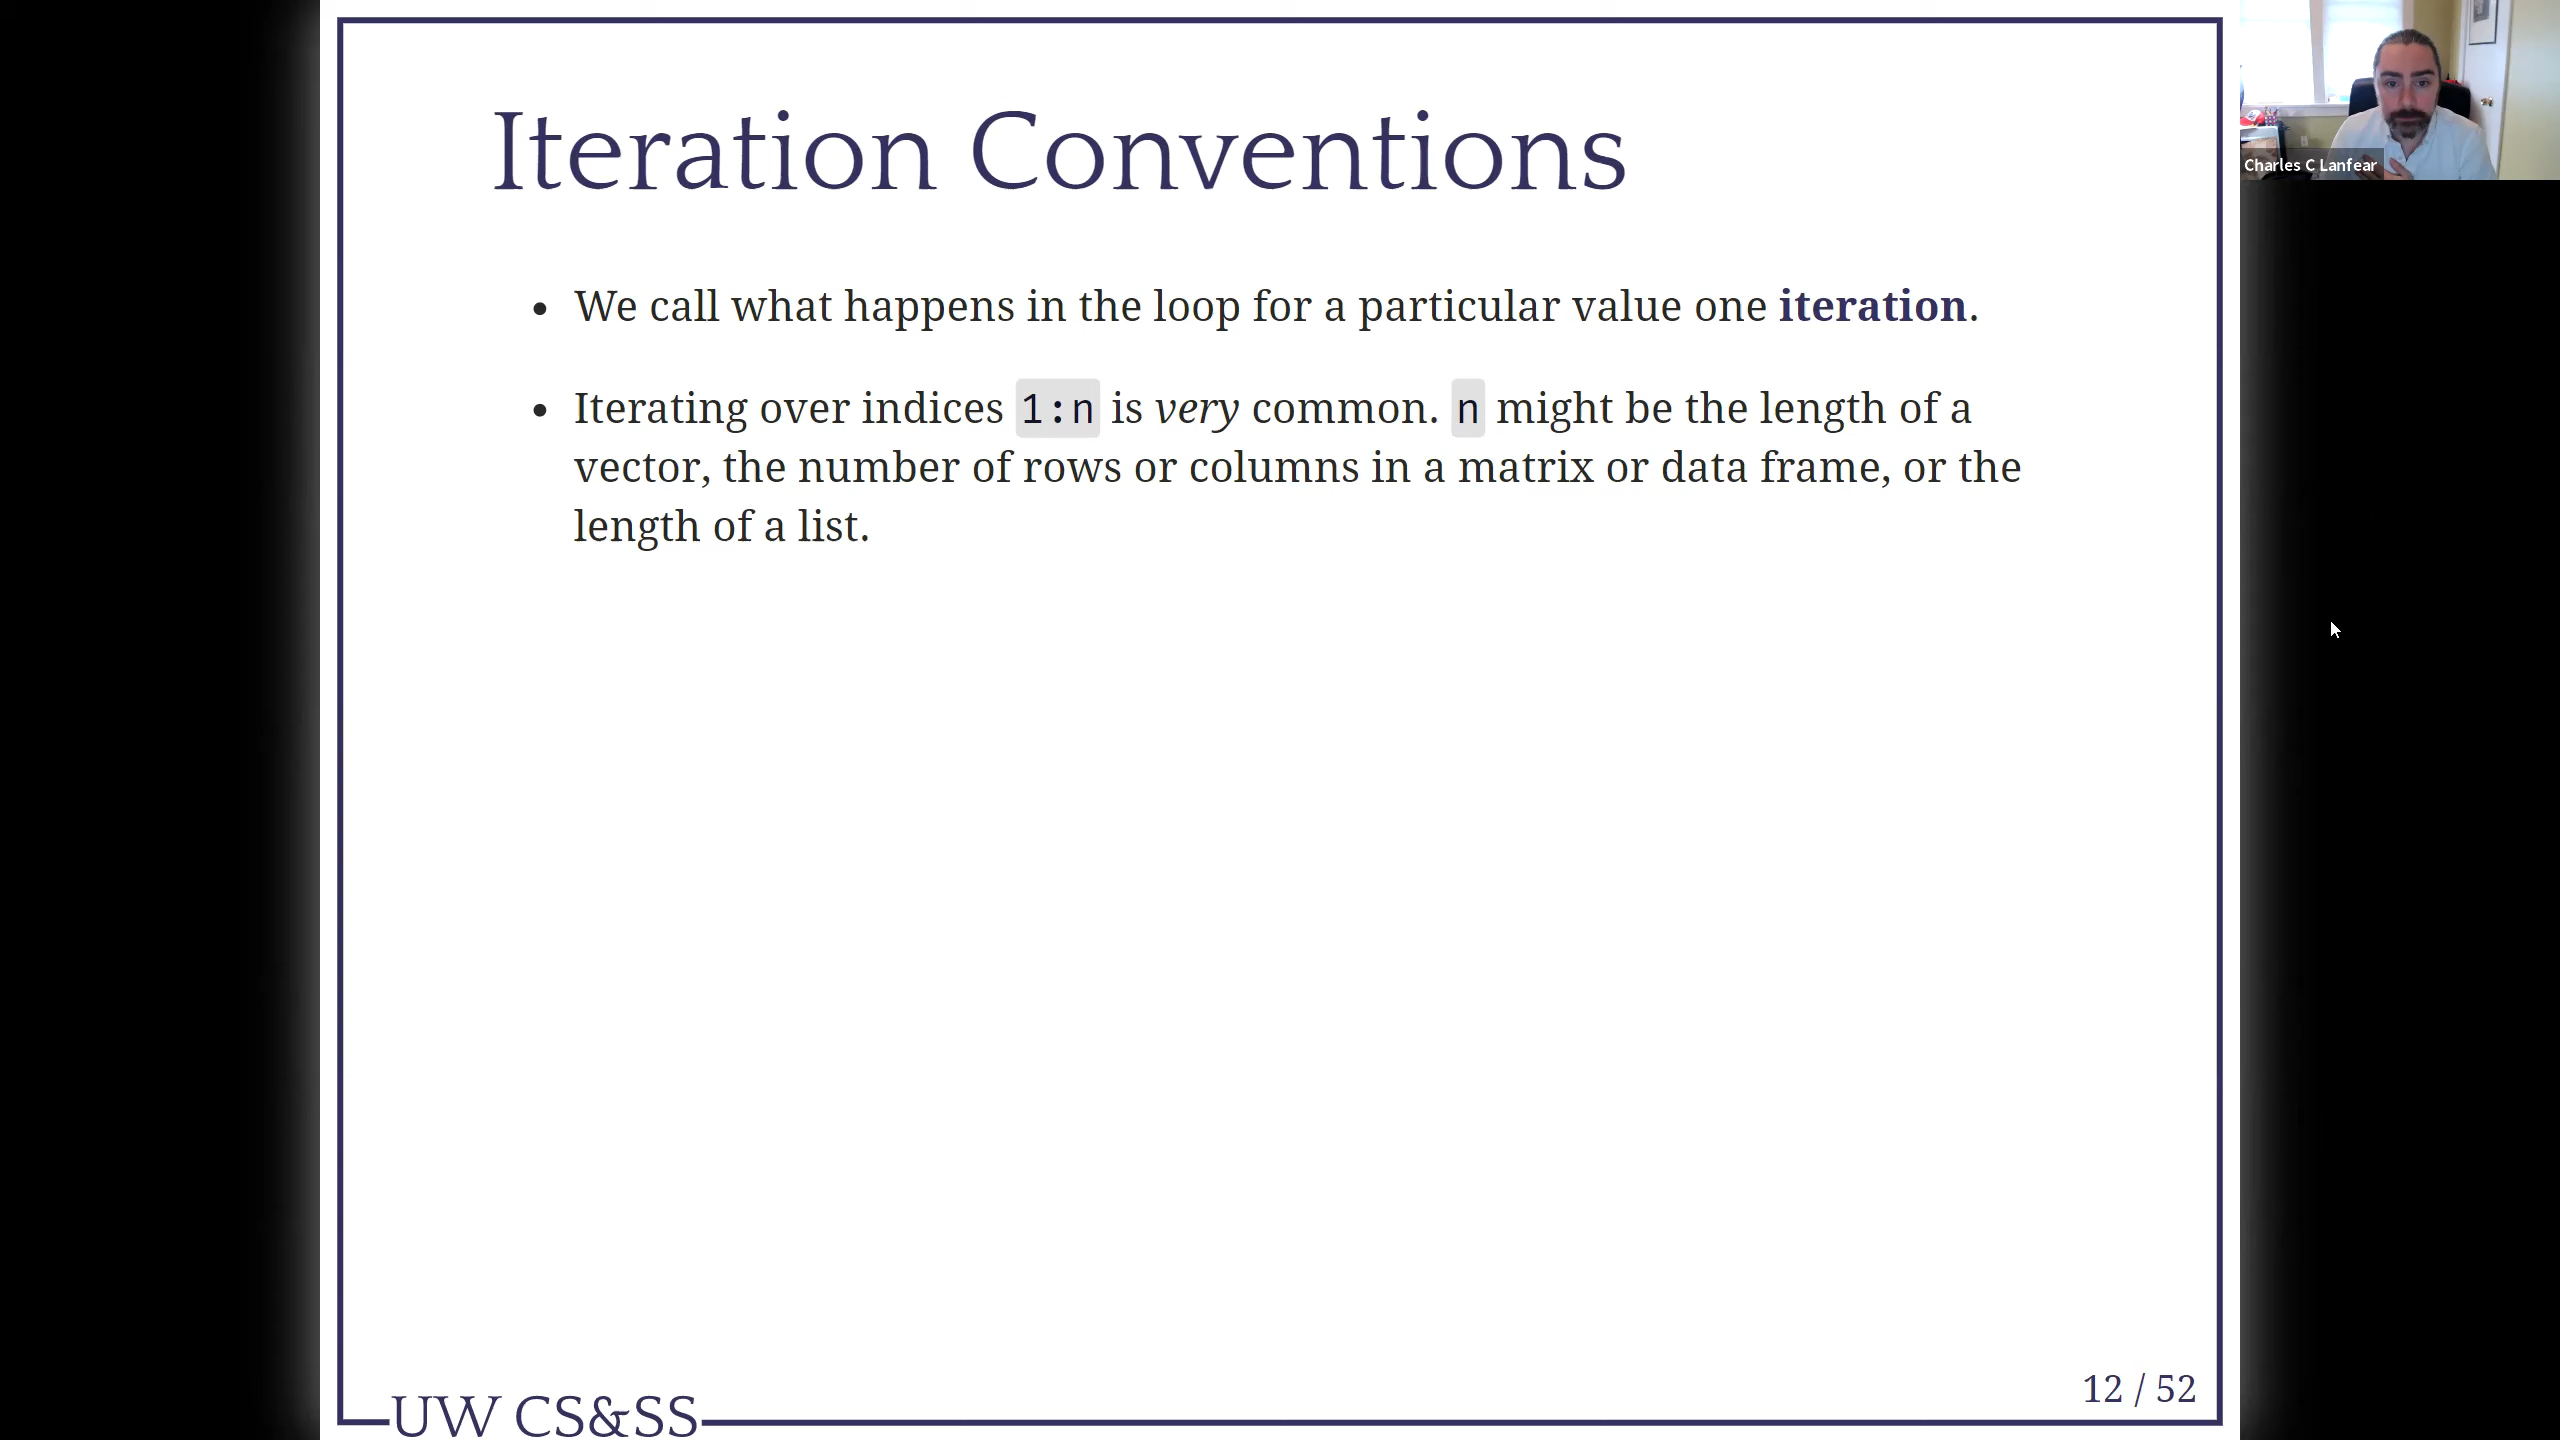 Iteration Conventions
Charles C Lanfear
• We call what happens in the loop for a particular value one iteration.
• Iterating over indices 1:n is very common. n might be the length of a
vector, the number of rows or columns in a matrix or data frame, or the
length of a list.
12 / 52
UW CS&SS